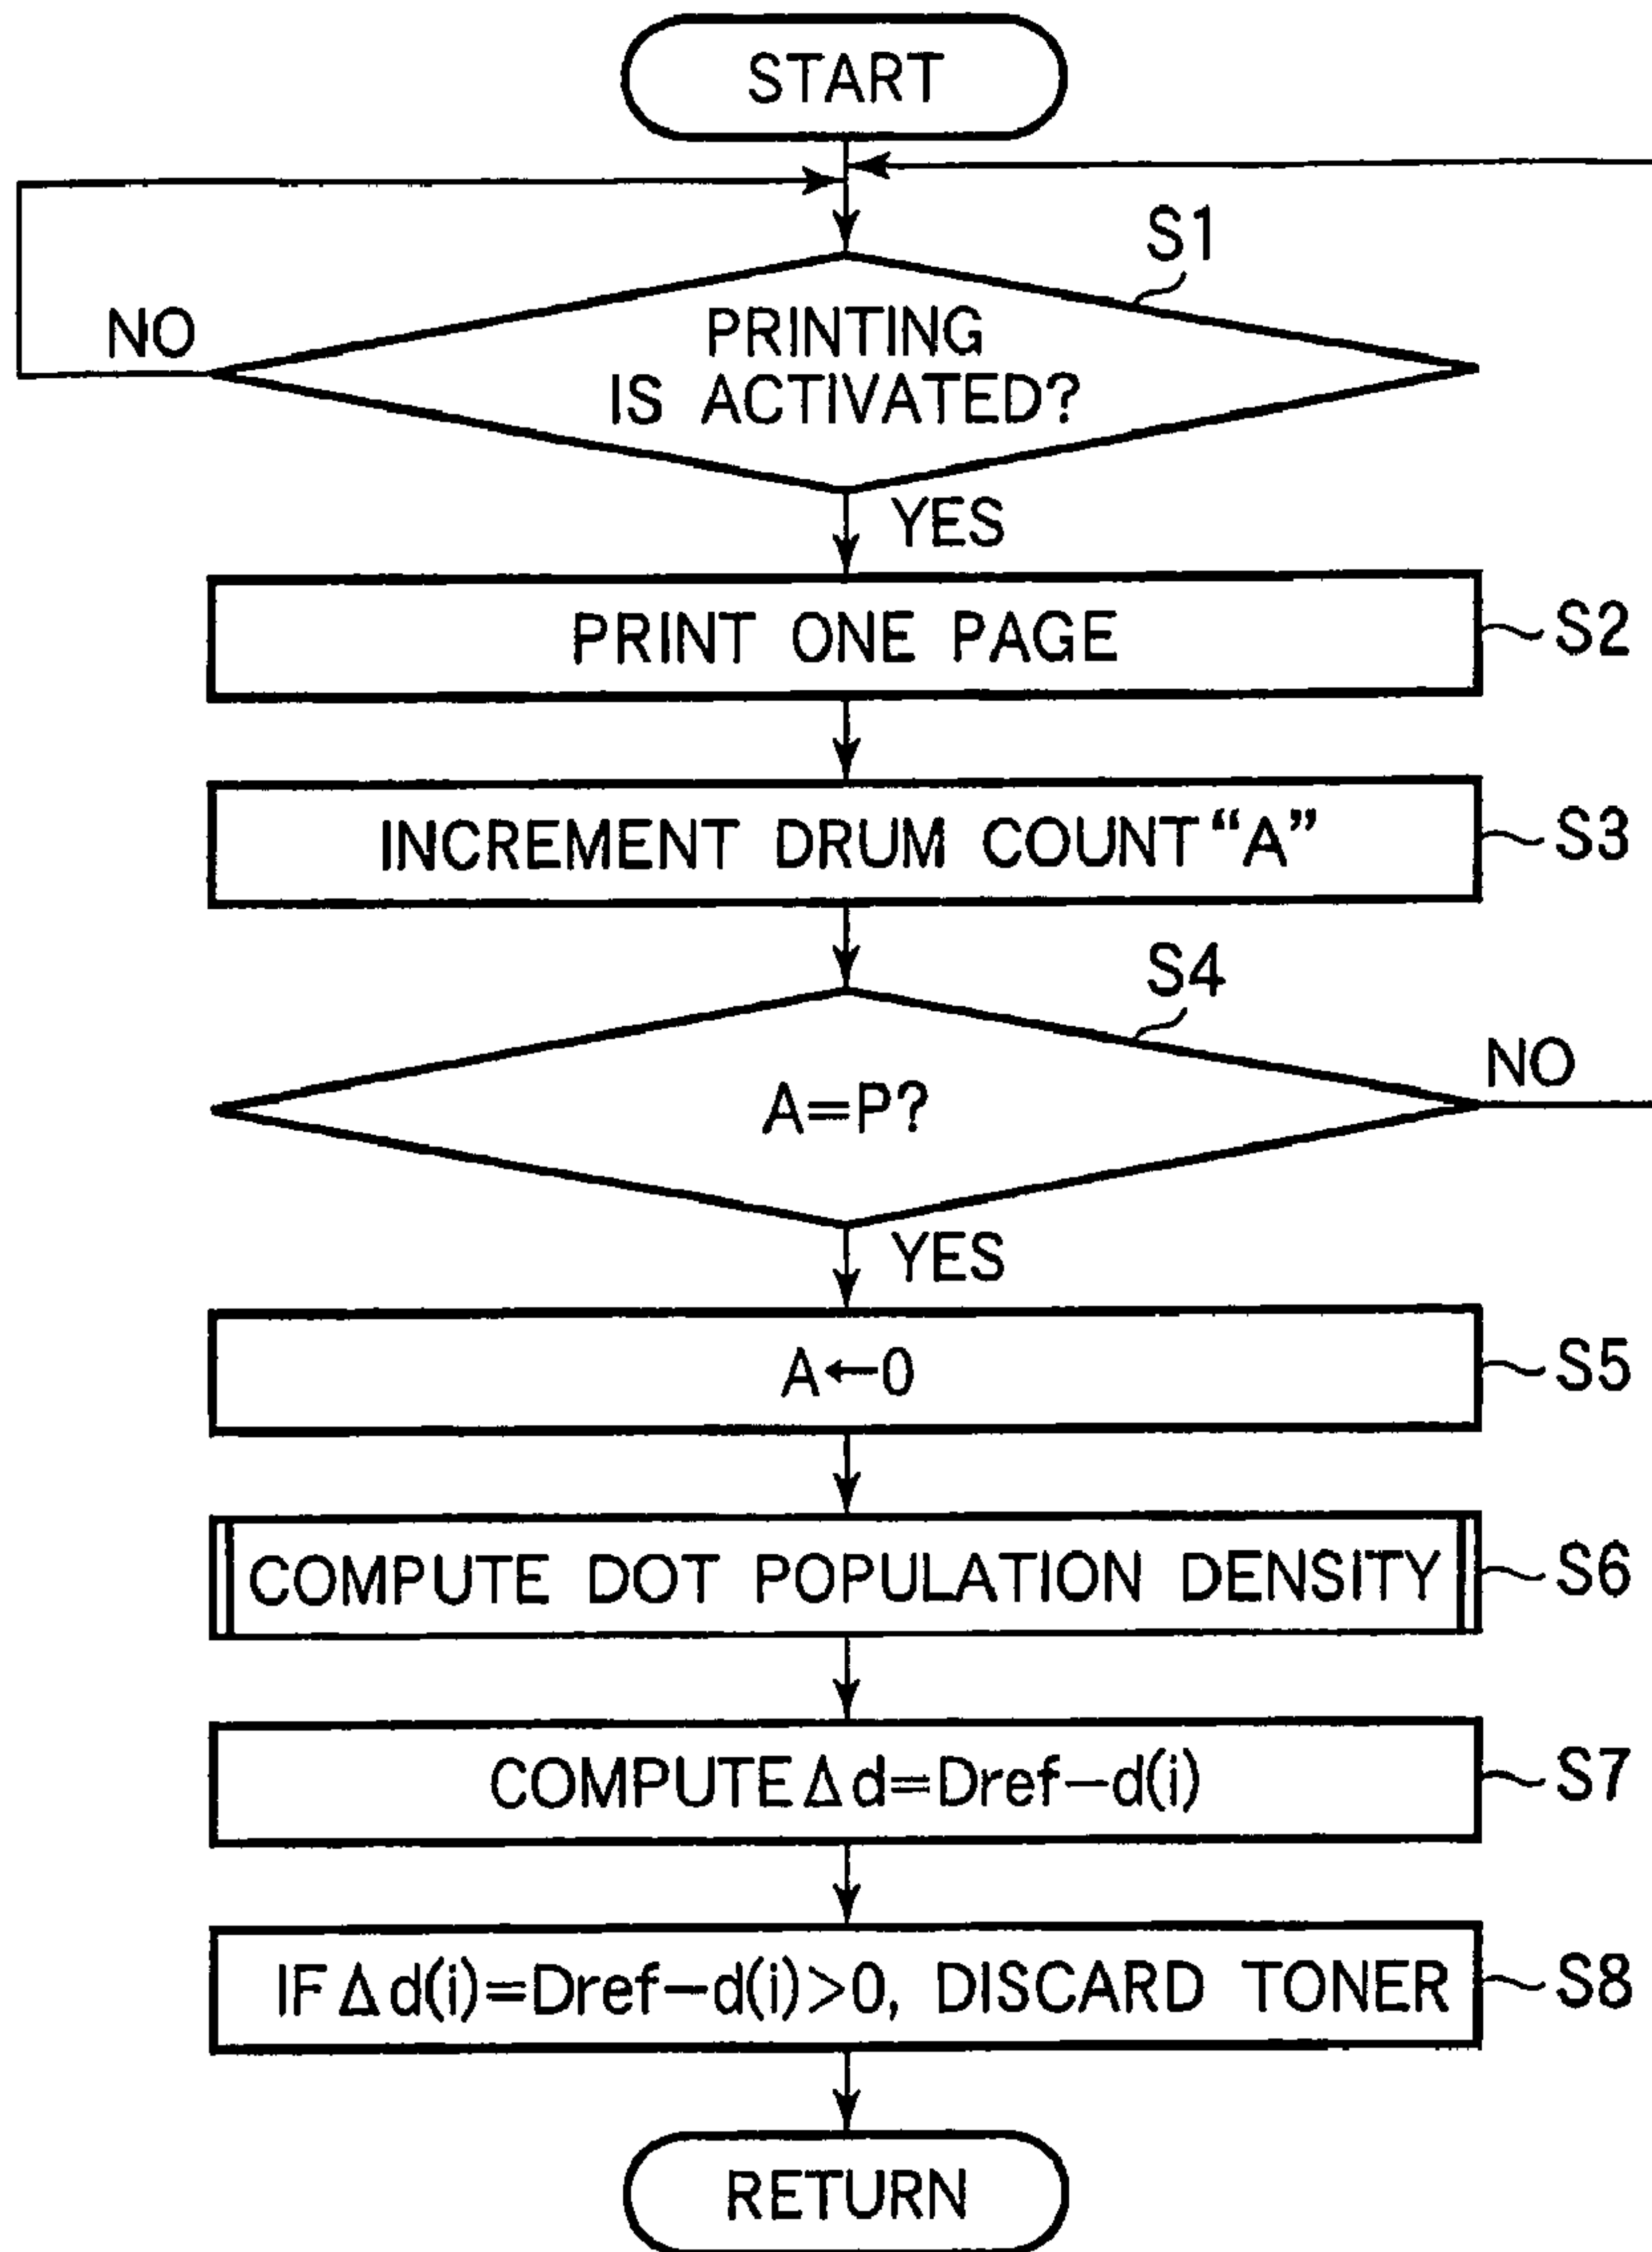 START
S1
NO
PRINTING
IS ACTIVATED?
YES
PRINT ONE PAGE
S2
INCREMENT DRUM COUNT “A”
S3
S4
A=P?
NO
YES
A←0
S5
COMPUTE DOT POPULATION DENSITY
S6
COMPUTE Δd=Dref−d(i)
S7
IF Δd(i)=Dref−d(i)>0, DISCARD TONER
S8
RETURN